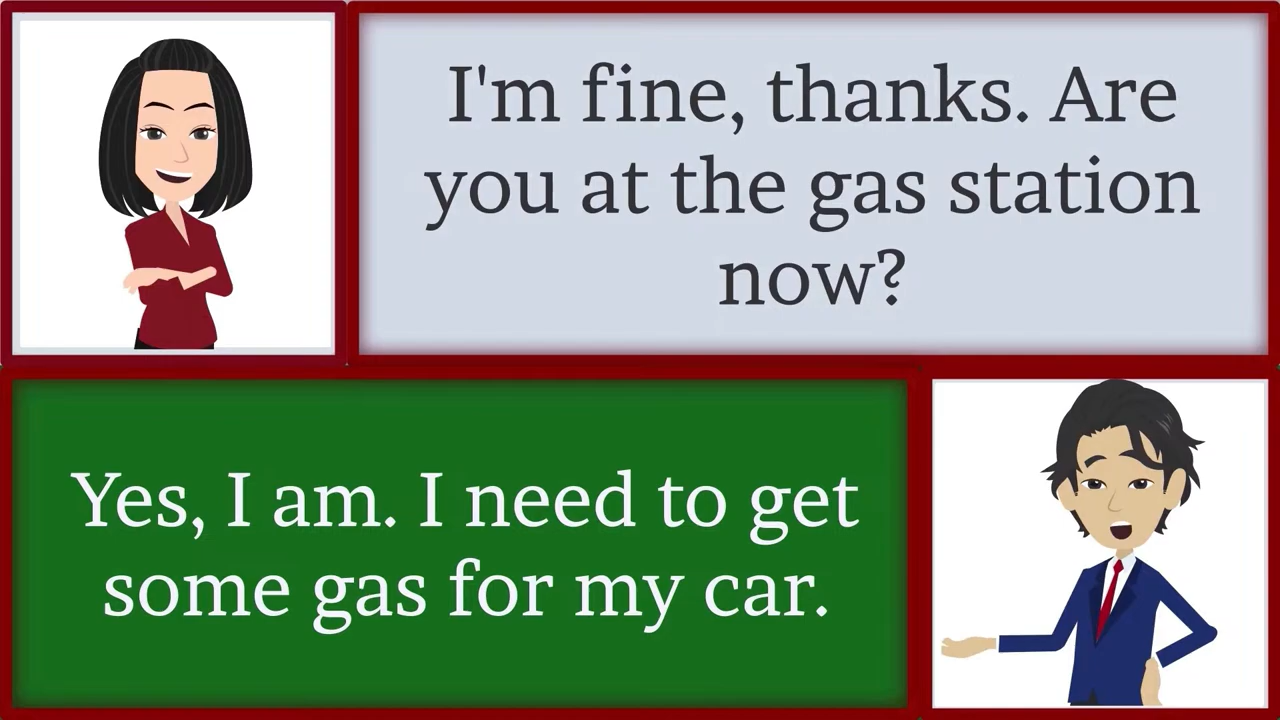 I'm fine, thanks. Are
you at the gas station
now?
Yes, I am. I need to get
some gas for my car.